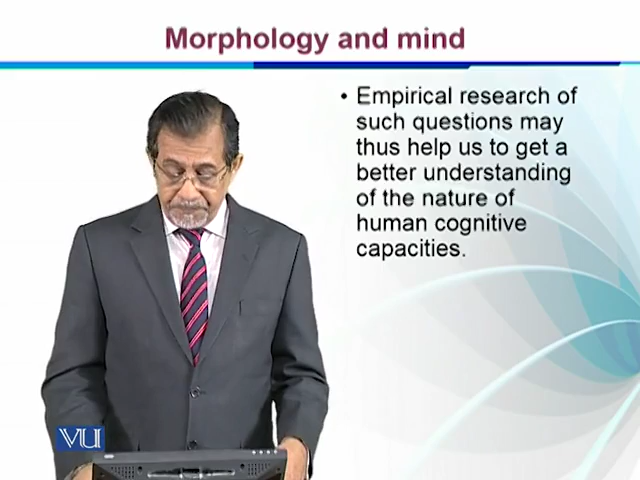 Morphology and mind
• Empirical research of
such questions may
thus help us to get a
better understanding
of the nature of
human cognitive
capacities.
VU